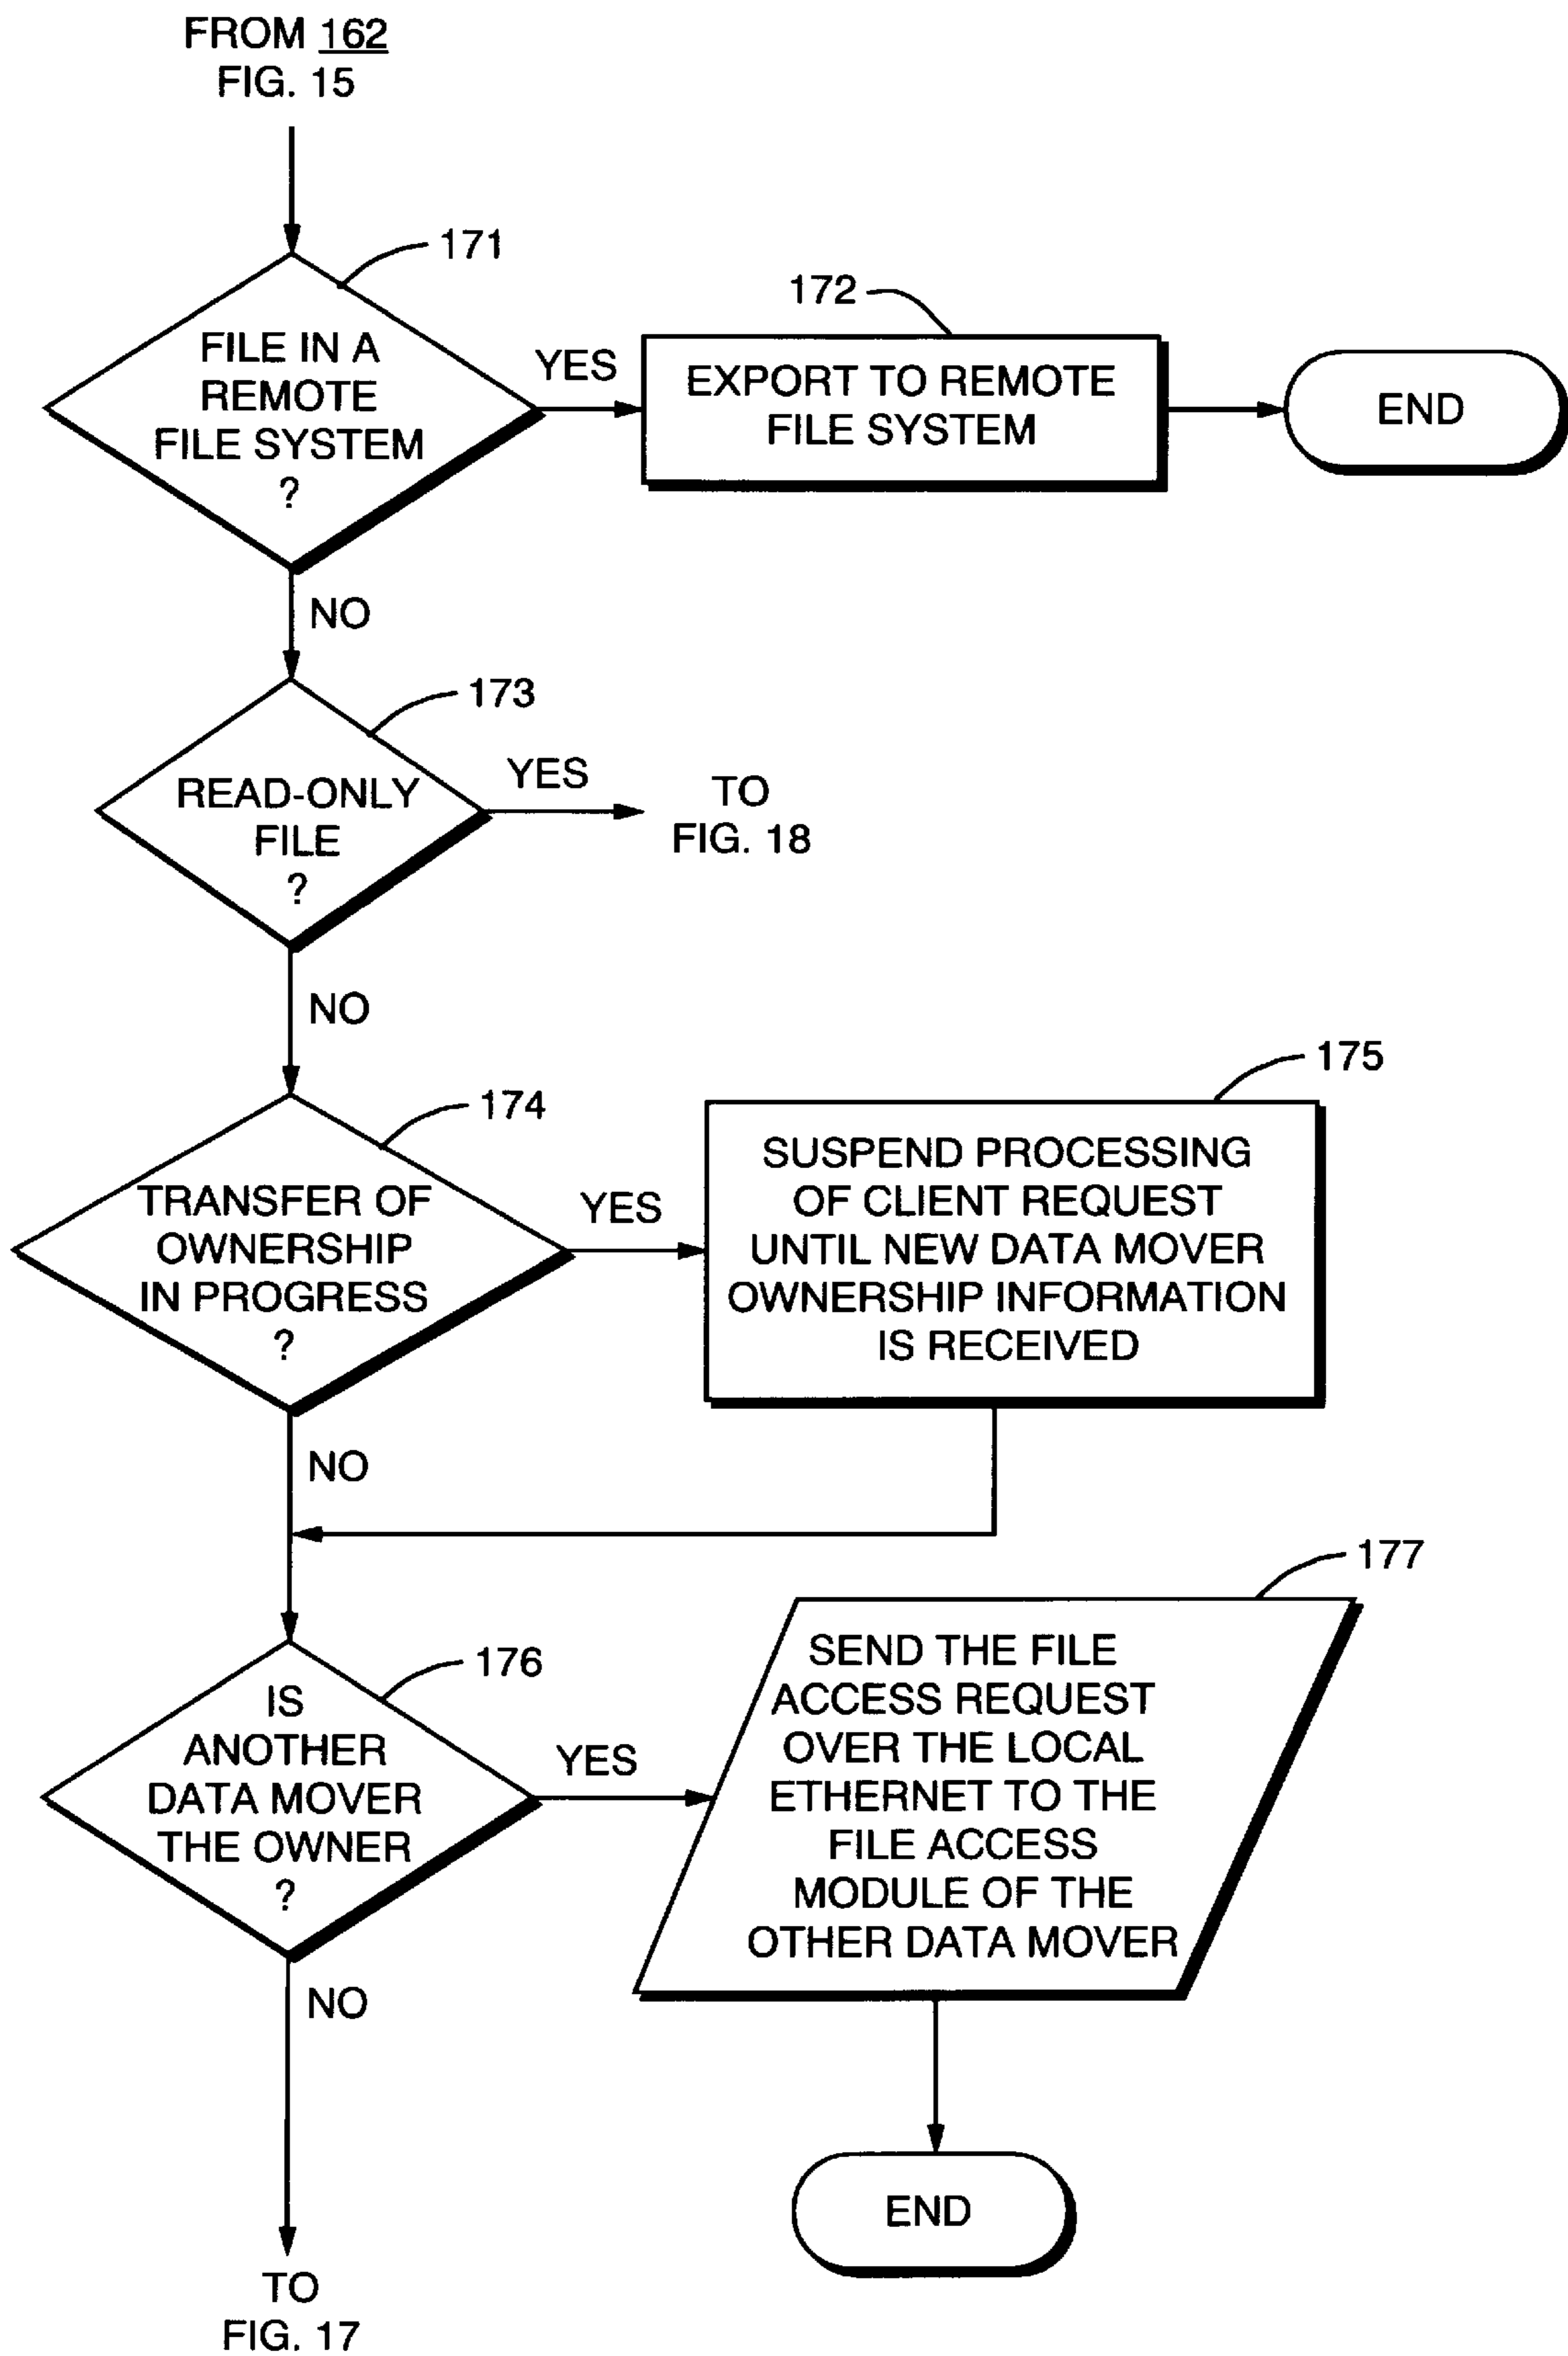 FROM 162
FIG. 15
171
FILE IN A
REMOTE
FILE SYSTEM
?
YES
172
EXPORT TO REMOTE
FILE SYSTEM
END
NO
173
READ-ONLY
FILE
?
YES
TO
FIG. 18
NO
174
TRANSFER OF
OWNERSHIP
IN PROGRESS
?
YES
175
SUSPEND PROCESSING
OF CLIENT REQUEST
UNTIL NEW DATA MOVER
OWNERSHIP INFORMATION
IS RECEIVED
NO
176
IS
ANOTHER
DATA MOVER
THE OWNER
?
YES
177
SEND THE FILE
ACCESS REQUEST
OVER THE LOCAL
ETHERNET TO THE
FILE ACCESS
MODULE OF THE
OTHER DATA MOVER
END
NO
TO
FIG. 17